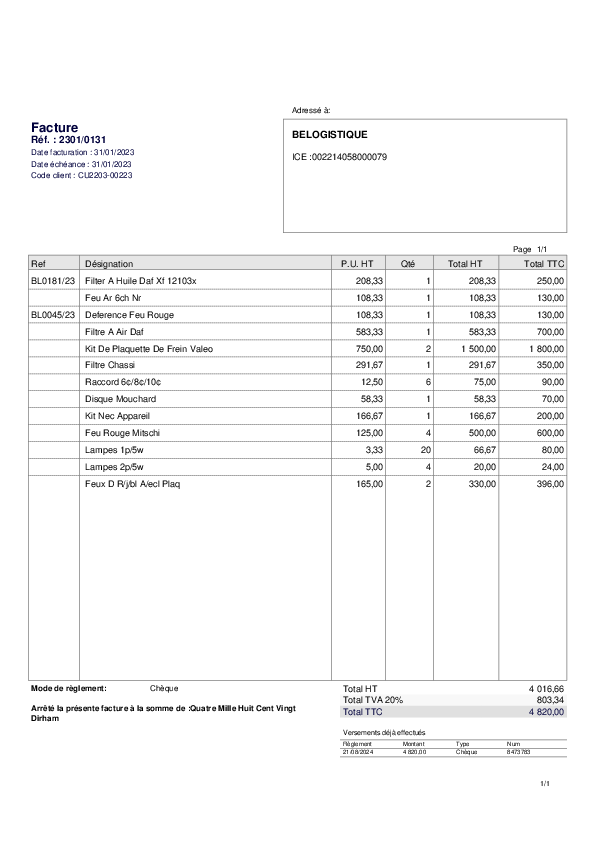 Adressé à:
Facture
Réf. : 2301/0131
Date facturation : 31/01/2023
Date échéance : 31/01/2023
Code client : CU2203-00223
BELOGISTIQUE
ICE :002214058000079
Page 1/1
Ref Désignation P.U. HT Qté Total HT Total TTC
BL0181/23 Filter A Huile Daf Xf 12103x 208,33 1 208,33 250,00
Feu Ar 6ch Nr 108,33 1 108,33 130,00
BL0045/23 Deference Feu Rouge 108,33 1 108,33 130,00
Filtre A Air Daf 583,33 1 583,33 700,00
Kit De Plaquette De Frein Valeo 750,00 2 1 500,00 1 800,00
Filtre Chassi 291,67 1 291,67 350,00
Raccord 6¢/8¢/10¢ 12,50 6 75,00 90,00
Disque Mouchard 58,33 1 58,33 70,00
Kit Nec Appareil 166,67 1 166,67 200,00
Feu Rouge Mitschi 125,00 4 500,00 600,00
Lampes 1p/5w 3,33 20 66,67 80,00
Lampes 2p/5w 5,00 4 20,00 24,00
Feux D R/j/bl A/ecl Plaq 165,00 2 330,00 396,00
Mode de règlement: Chèque
Total HT 4 016,66
Total TVA 20% 803,34
Total TTC 4 820,00
Arrêté la présente facture à la somme de :Quatre Mille Huit Cent Vingt
Dirham
Versements déjà effectués
Règlement Montant Type Num
21/08/2024 4 820,00 Chèque 8473783
1/1